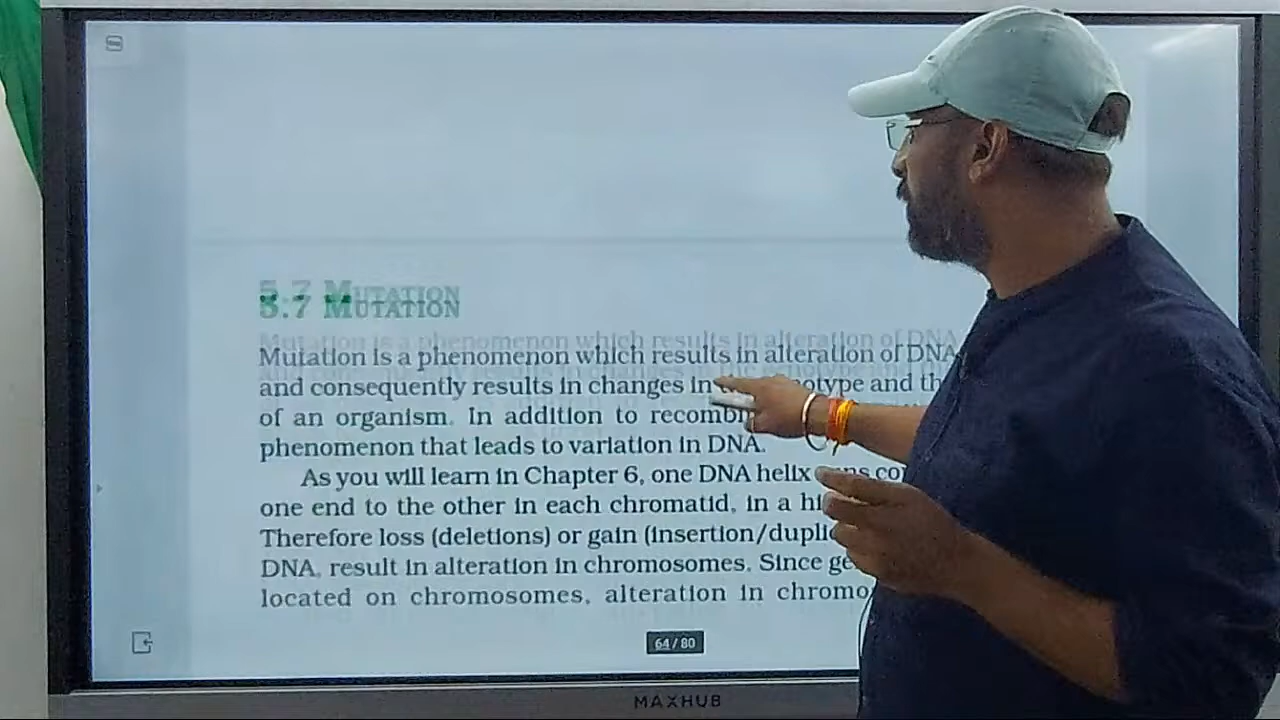 5.7 MUTATION
Mutation is a phenomenon which results in alteration of DNA
and consequently results in changes in
of an organism. In addition to
phenomenon that leads to variation in DNA.
As you will learn in Chapter 6, one DNA helix
one end to the other in each chromatid, in a
Therefore loss (deletions) or gain
DNA, result in alteration in chromosomes. Since
located on chromosomes, alteration in
64 / 80
MAXHUB